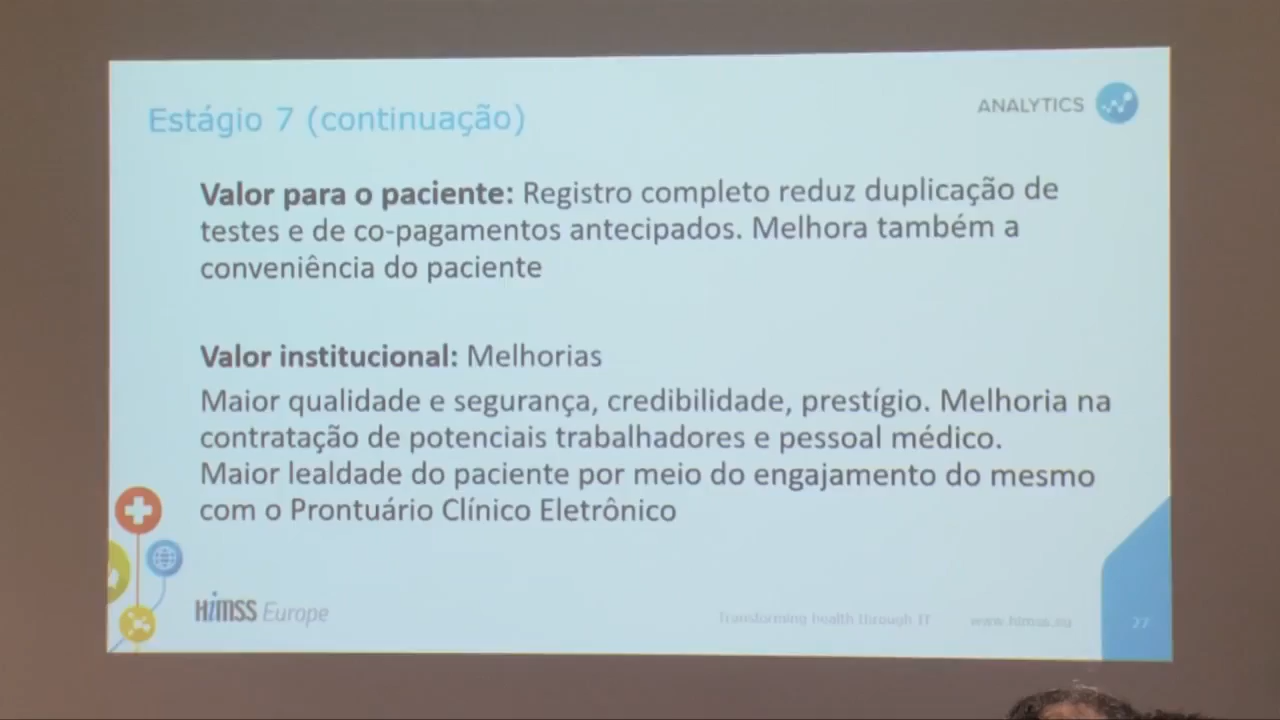 Estágio 7 (continuação)
ANALYTICS
Valor para o paciente: Registro completo reduz duplicação de
testes e de co-pagamentos antecipados. Melhora também a
conveniência do paciente
Valor institucional: Melhorias
Maior qualidade e segurança, credibilidade, prestígio. Melhoria na
contratação de potenciais trabalhadores e pessoal médico.
Maior lealdade do paciente por meio do engajamento do mesmo
com o Prontuário Clínico Eletrônico
HiMSS Europe
Transforming health through IT
www.himss.eu
27